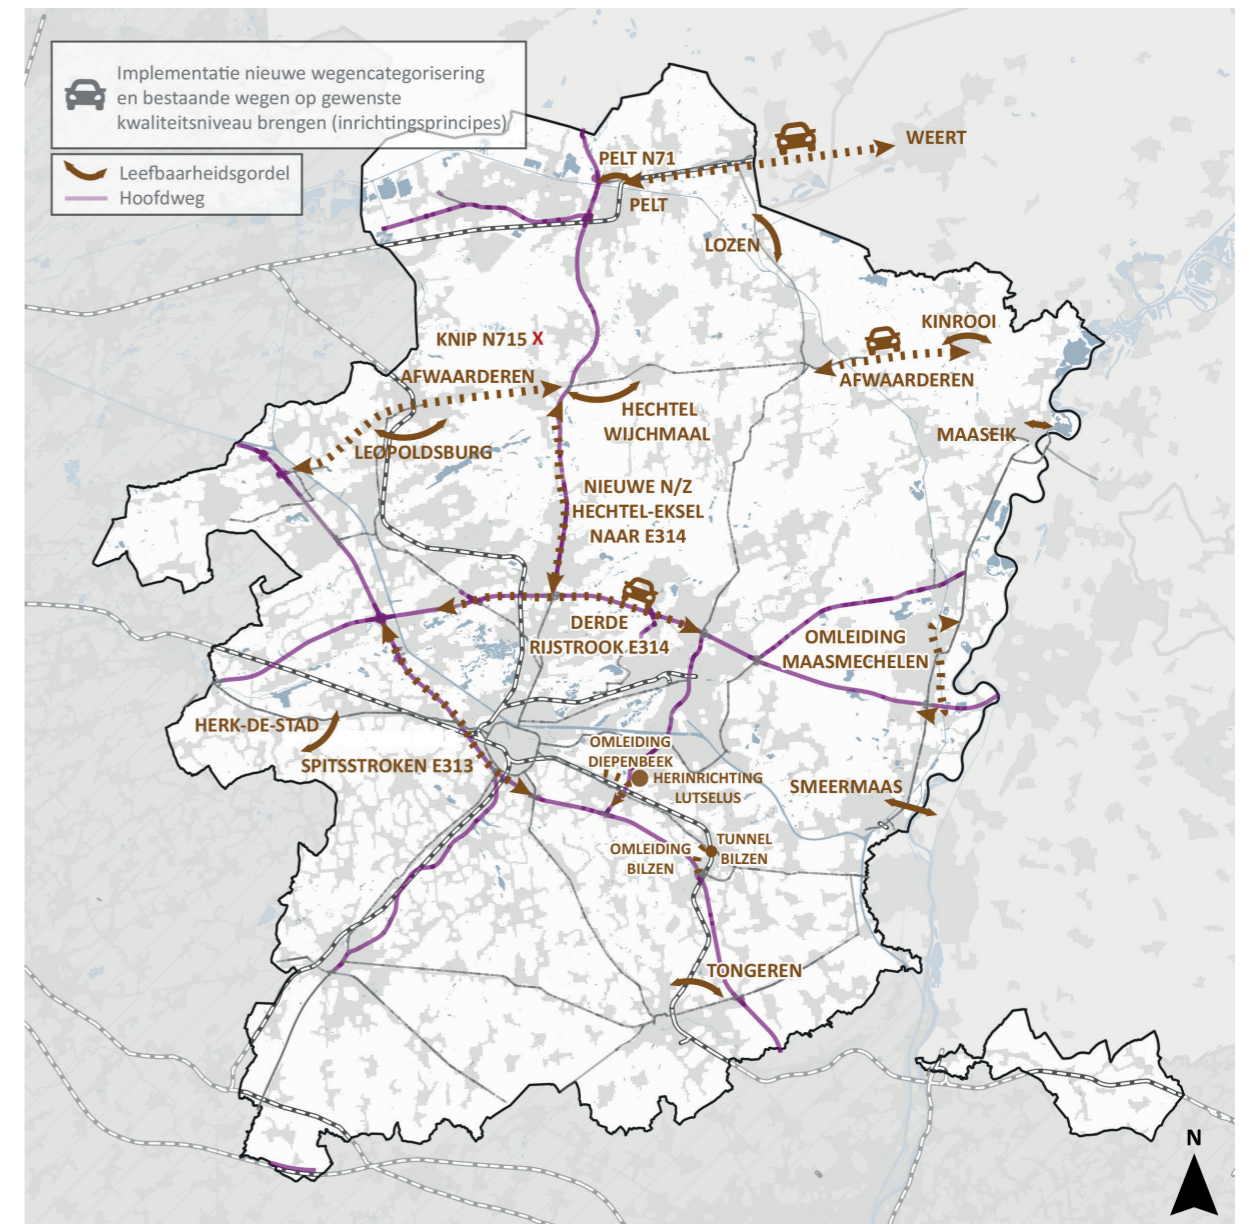 Implementatie nieuwe wegencategorisering
en bestaande wegen op gewenste
kwaliteitsniveau brengen (inrichtingsprincipes)
Leefbaarheidsgordel
Hoofdweg
WEERT
PELT N71
PELT
LOZEN
KINROOI
KNIP N715 X
AFWAARDEREN
AFWAARDEREN
HECHTEL
WIJCHMAAL
MAASEIK
LEOPOLDSBURG
NIEUWE N/Z
HECHTEL-EKSEL
NAAR E314
DERDE
RIJSTROOK E314
OMLEIDING
MAASMECHELEN
HERK-DE-STAD
SPITSSTROKEN E313
OMLEIDING
DIEPENBEEK
HERINRICHTING
LUTSELUS
SMEERMAAS
OMLEIDING
BILZEN
TUNNEL
BILZEN
TONGEREN
N